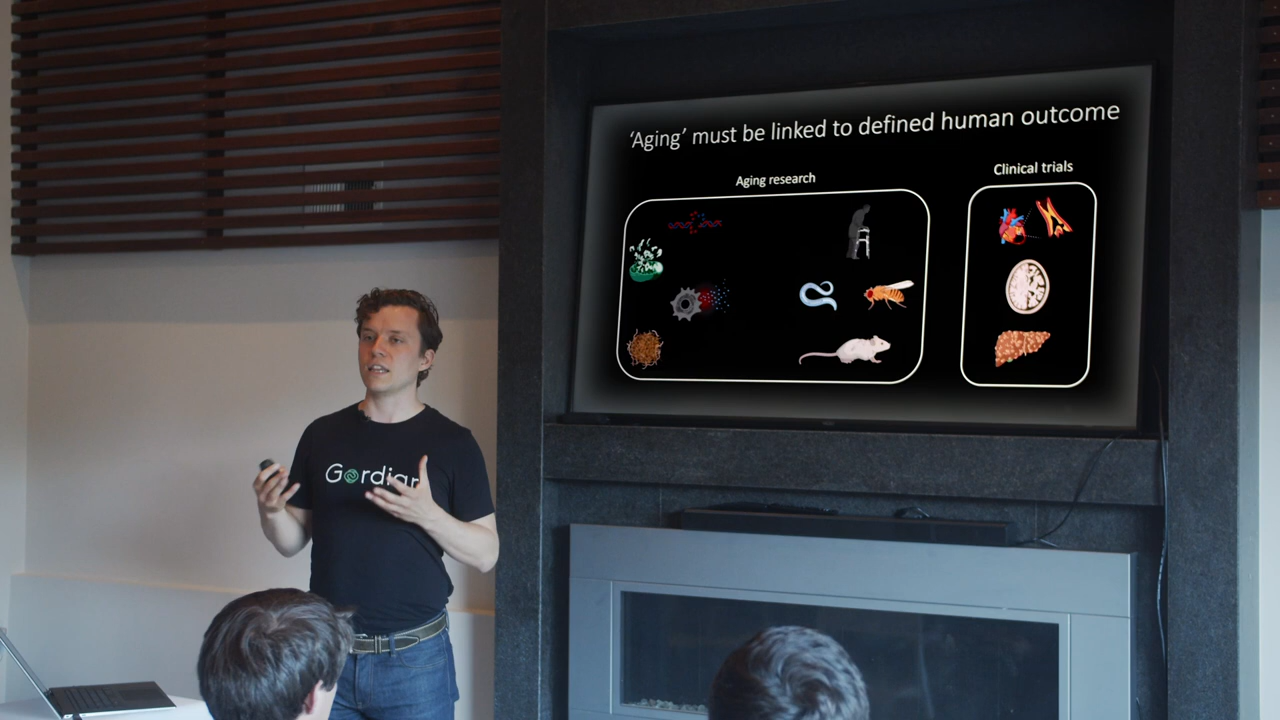 ‘Aging’ must be linked to defined human outcome
Aging research
Clinical trials
Gordian